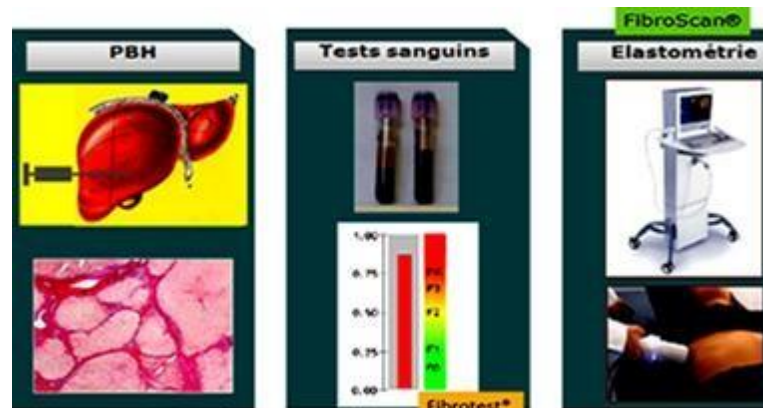 PBH
Tests sanguins
FibroScan®
Elastométrie
1.00
0.75
0.50
0.25
0.00
F3
F2
F1
F0
Fibrotest®